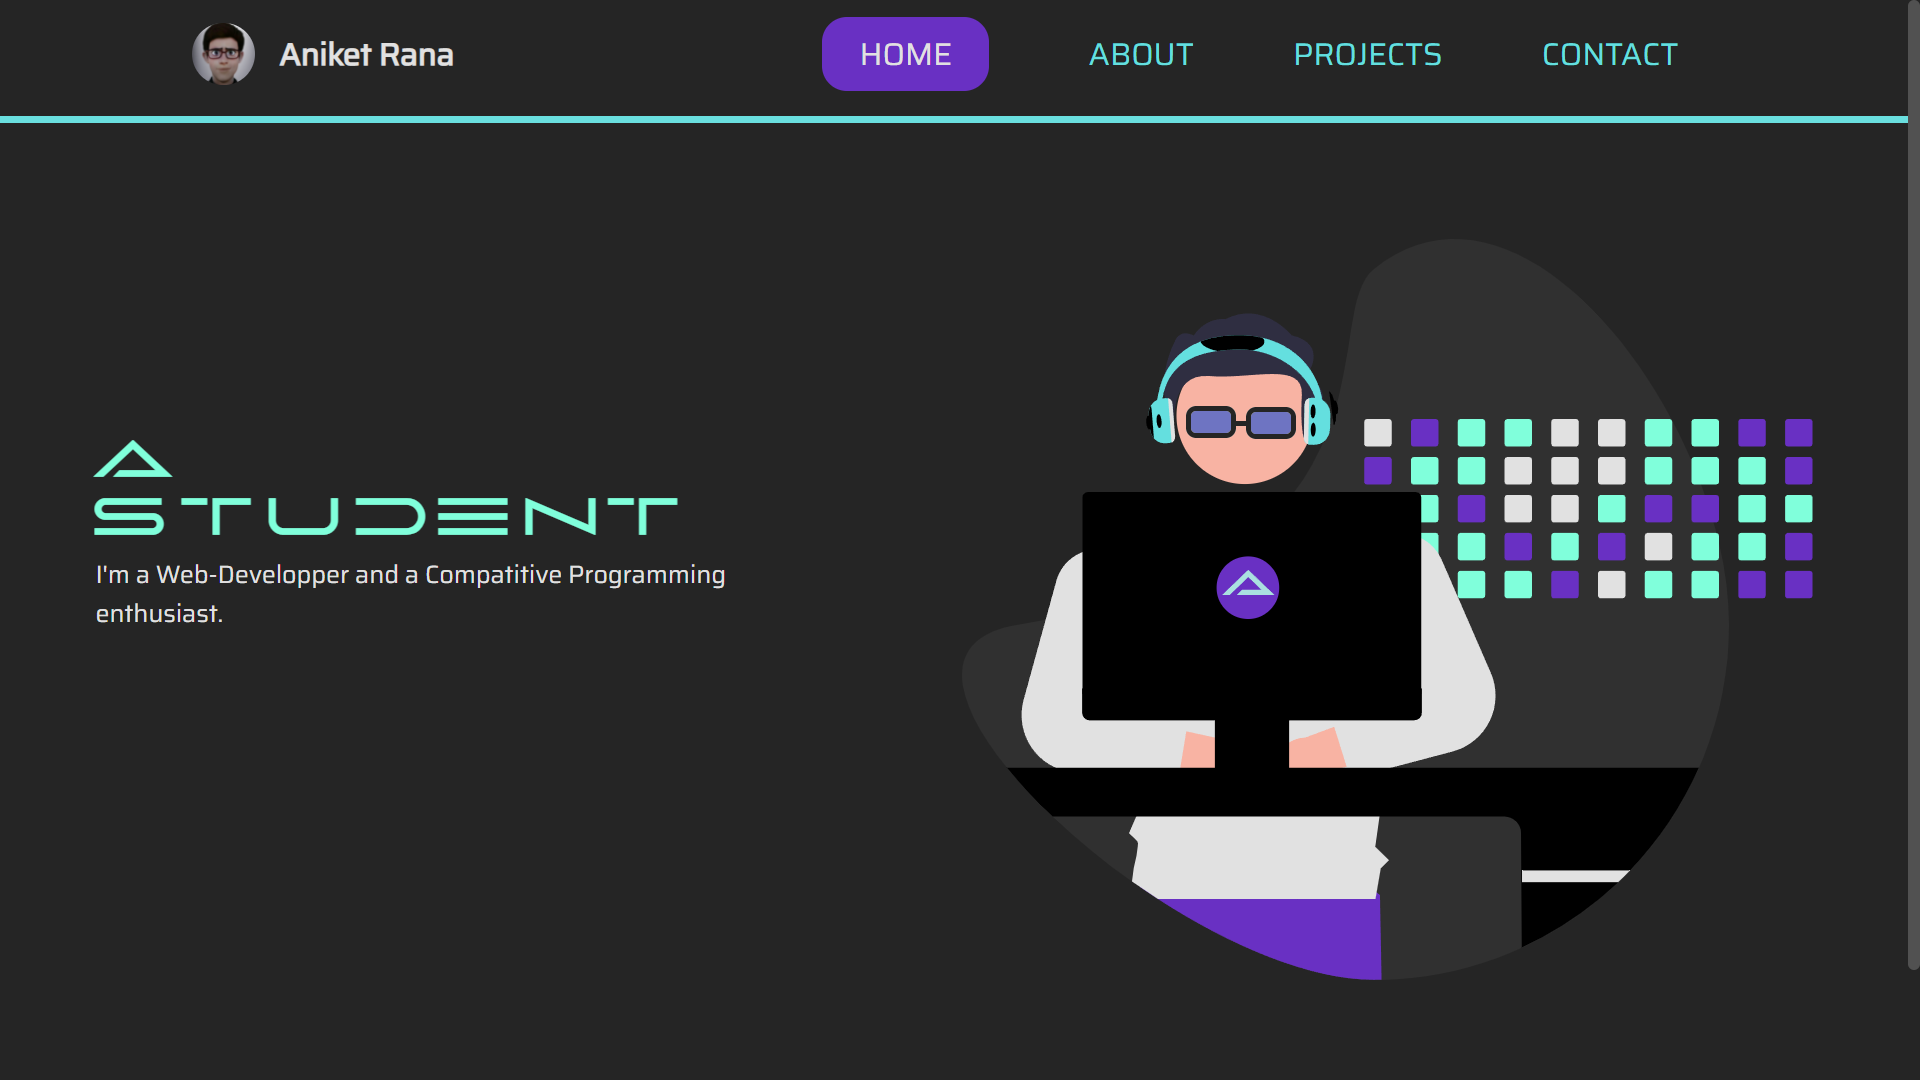 Aniket Rana
HOME
ABOUT
PROJECTS
CONTACT
A
STUDENT
I'm a Web-Developper and a Compatitive Programming
enthusiast.